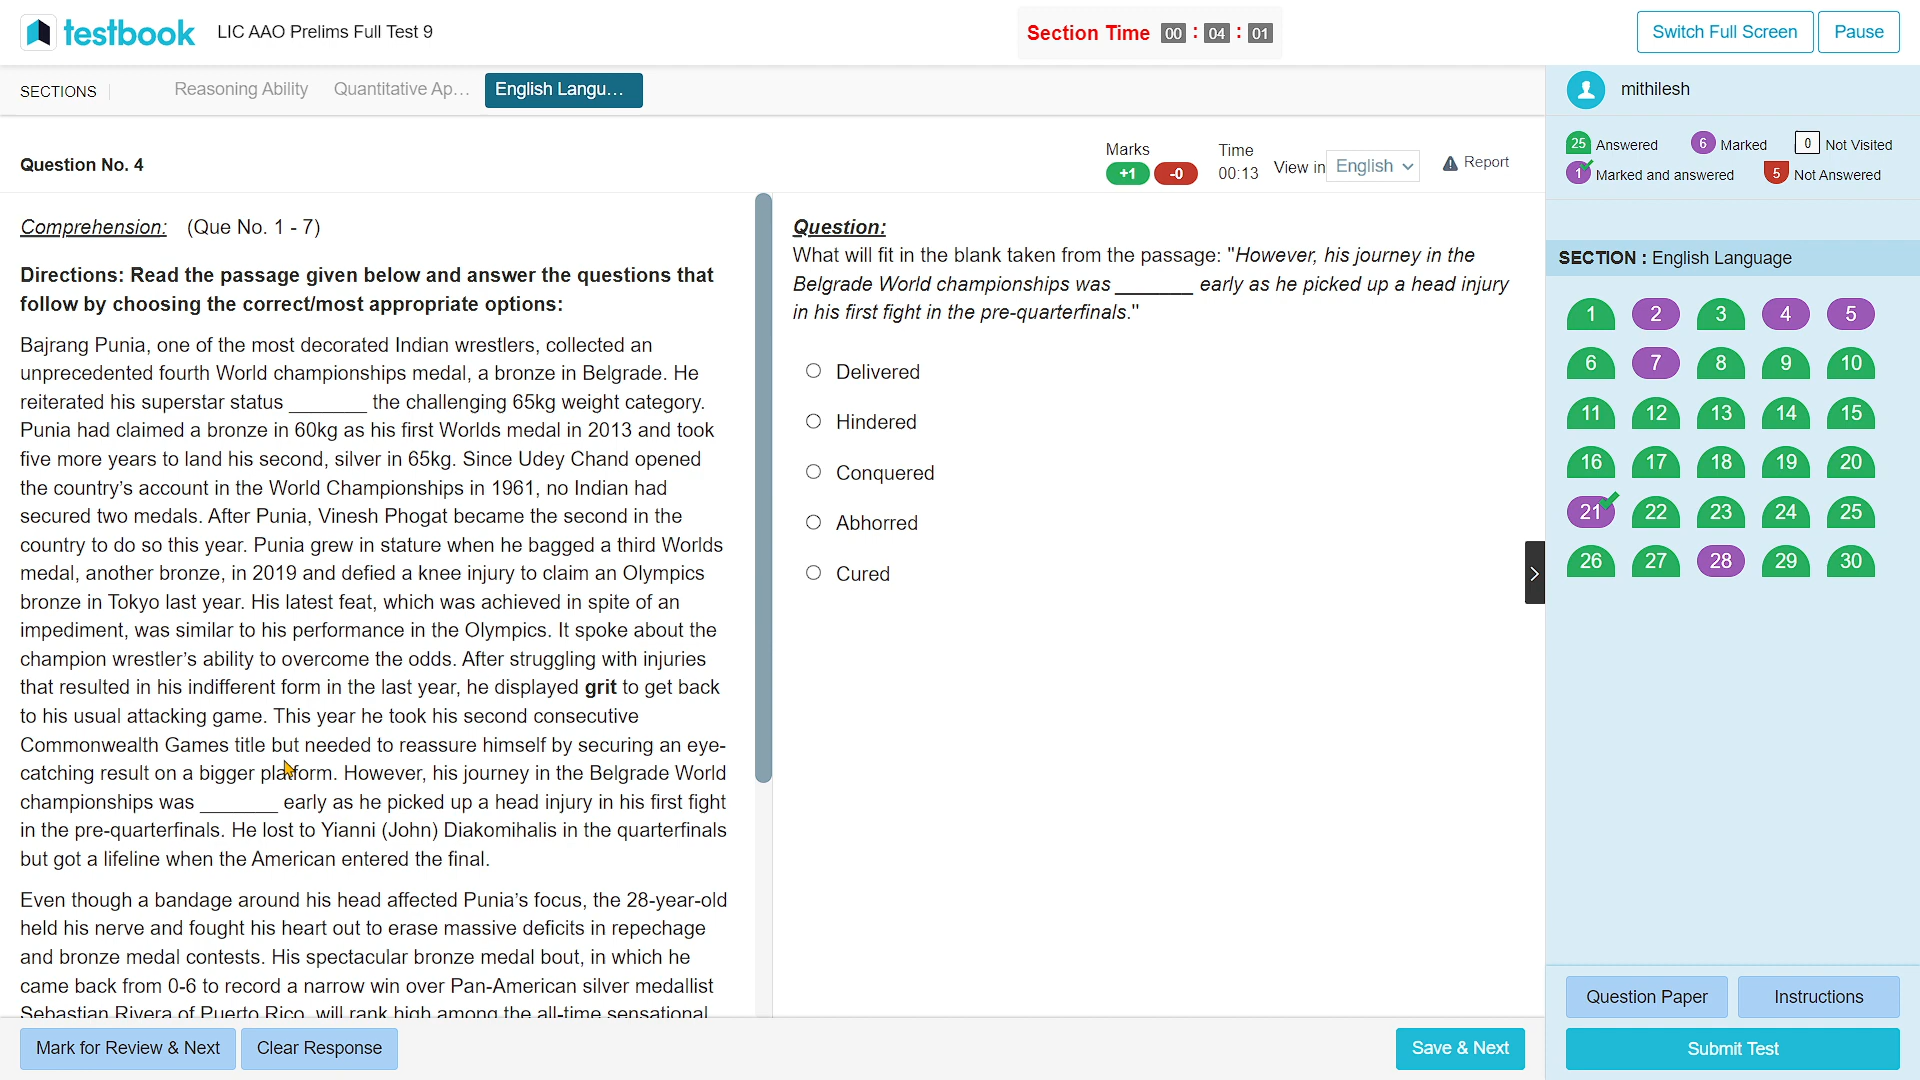 testbook
LIC AAO Prelims Full Test 9
Section Time 00 : 04 : 01
Switch Full Screen
Pause
SECTIONS
Reasoning Ability
Quantitative Ap...
English Langu...
mithilesh
25 Answered
6 Marked
0 Not Visited
1 Marked and answered
5 Not Answered
Question No. 4
Marks
+1 -0
Time
00:13
View in English
Report
Comprehension: (Que No. 1 - 7)
Directions: Read the passage given below and answer the questions that
follow by choosing the correct/most appropriate options:
Bajrang Punia, one of the most decorated Indian wrestlers, collected an
unprecedented fourth World championships medal, a bronze in Belgrade. He
reiterated his superstar status _______ the challenging 65kg weight category.
Punia had claimed a bronze in 60kg as his first Worlds medal in 2013 and took
five more years to land his second, silver in 65kg. Since Udey Chand opened
the country's account in the World Championships in 1961, no Indian had
secured two medals. After Punia, Vinesh Phogat became the second in the
country to do so this year. Punia grew in stature when he bagged a third Worlds
medal, another bronze, in 2019 and defied a knee injury to claim an Olympics
bronze in Tokyo last year. His latest feat, which was achieved in spite of an
impediment, was similar to his performance in the Olympics. It spoke about the
champion wrestler's ability to overcome the odds. After struggling with injuries
that resulted in his indifferent form in the last year, he displayed grit to get back
to his usual attacking game. This year he took his second consecutive
Commonwealth Games title but needed to reassure himself by securing an eye-
catching result on a bigger platform. However, his journey in the Belgrade World
championships was _______ early as he picked up a head injury in his first fight
in the pre-quarterfinals. He lost to Yianni (John) Diakomihalis in the quarterfinals
but got a lifeline when the American entered the final.
Even though a bandage around his head affected Punia's focus, the 28-year-old
held his nerve and fought his heart out to erase massive deficits in repechage
and bronze medal contests. His spectacular bronze medal bout, in which he
came back from 0-6 to record a narrow win over Pan-American silver medallist
Sebastian Rivera of Puerto Rico, will rank high among the all-time sensational
Question:
What will fit in the blank taken from the passage: "However, his journey in the
Belgrade World championships was _______ early as he picked up a head injury
in his first fight in the pre-quarterfinals."
Delivered
Hindered
Conquered
Abhorred
Cured
SECTION : English Language
1 2 3 4 5
6 7 8 9 10
11 12 13 14 15
16 17 18 19 20
21 22 23 24 25
26 27 28 29 30
Question Paper
Instructions
Mark for Review & Next
Clear Response
Save & Next
Submit Test